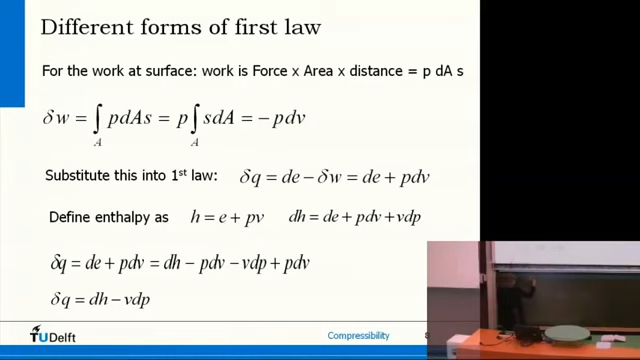 Different forms of first law
For the work at surface: work is Force x Area x distance = p dA s
δw = ∫_A pdAs = p∫_A sdA = −pdv
Substitute this into 1st law: δq = de − δw = de + pdv
Define enthalpy as h = e + pv dh = de + pdv + vdp
δq = de + pdv = dh − pdv − vdp + pdv
δq = dh − vdp
TUDelft
Compressibility 8